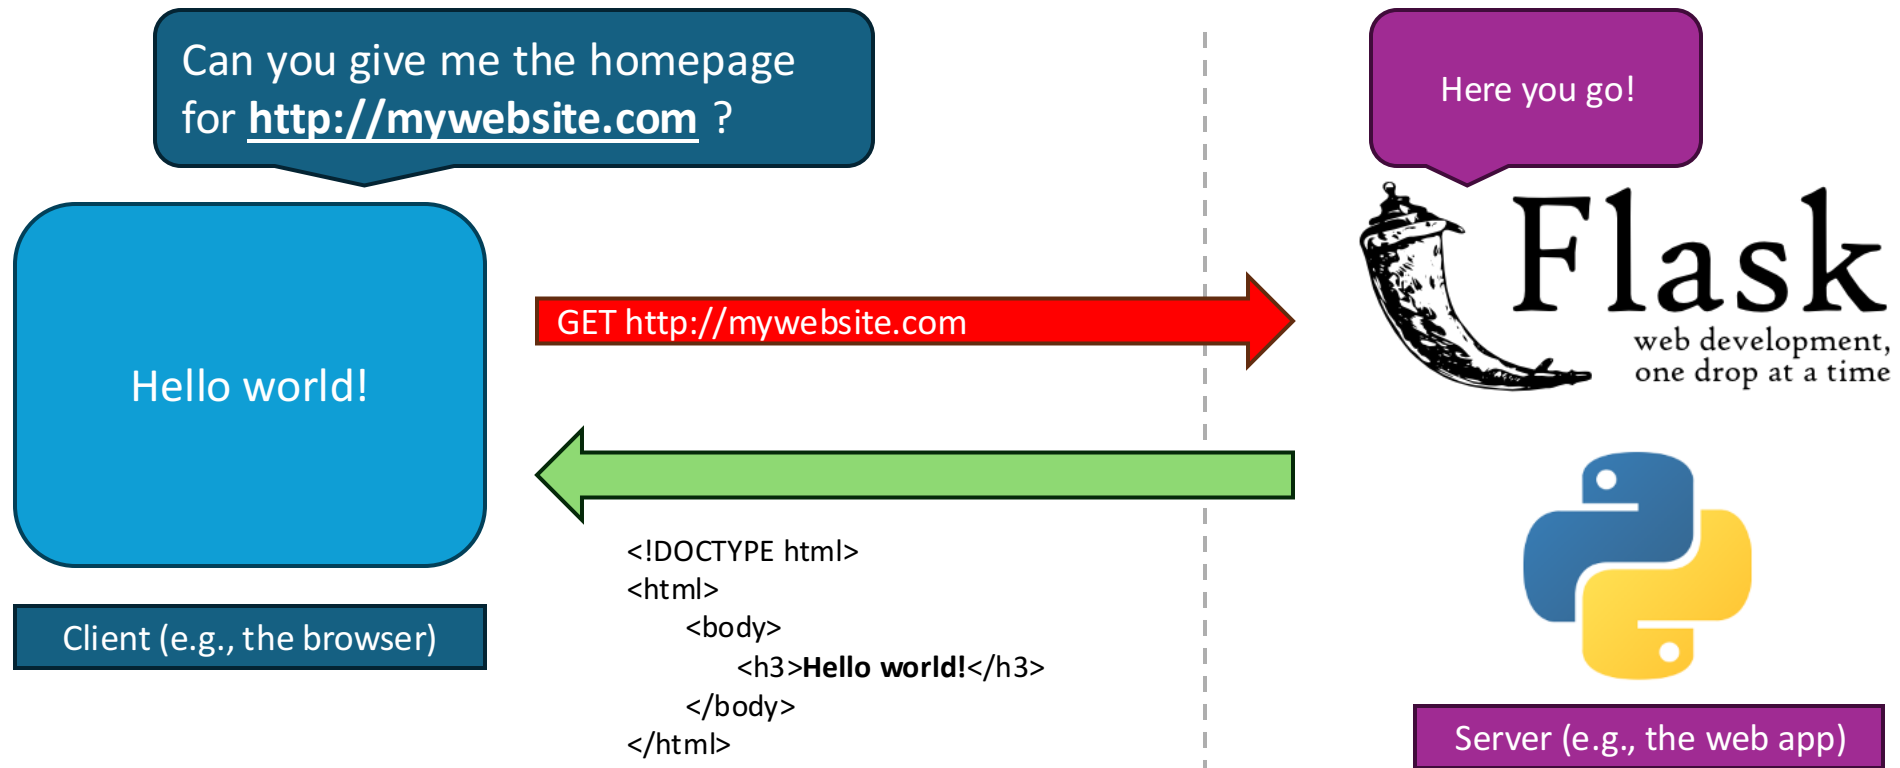 Can you give me the homepage
for http://mywebsite.com ?
Here you go!
Hello world!
GET http://mywebsite.com
Flask
web development,
one drop at a time
<!DOCTYPE html>
<html>
<body>
<h3>Hello world!</h3>
</body>
</html>
Client (e.g., the browser)
Server (e.g., the web app)